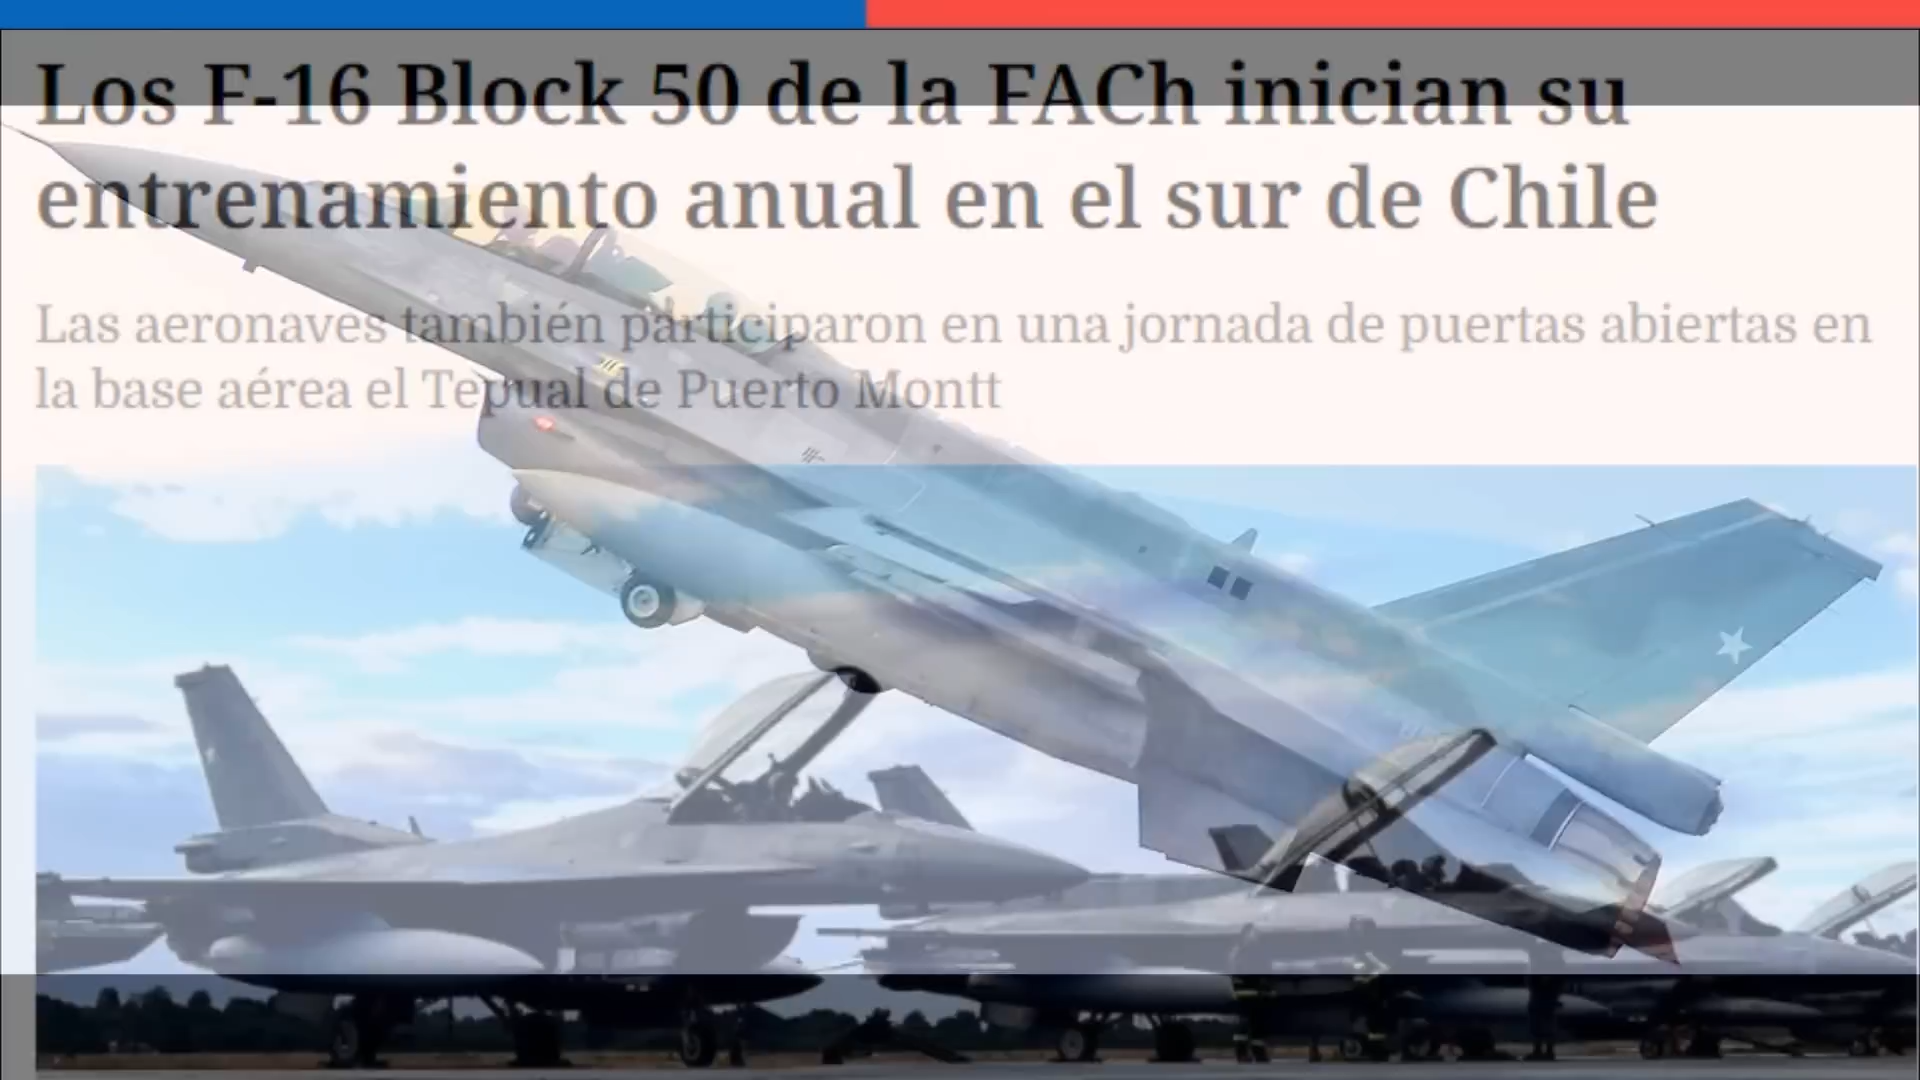 Los F-16 Block 50 de la FACh inician su
entrenamiento anual en el sur de Chile
Las aeronaves también participaron en una jornada de puertas abiertas en
la base aérea el Tepual de Puerto Montt